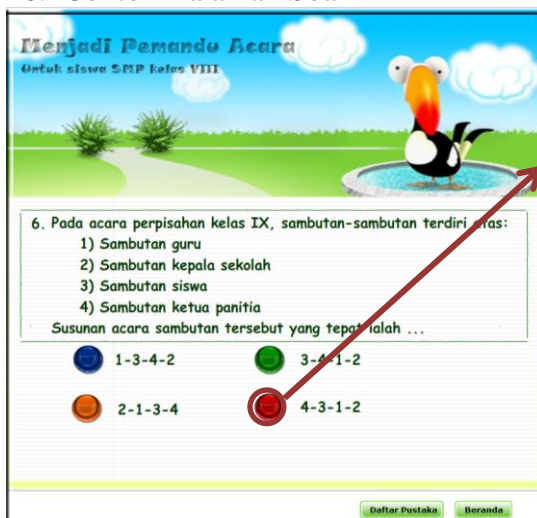 Menjadi Pemandu Acara
Untuk siswa SMP kelas VIII
6. Pada acara perpisahan kelas IX, sambutan-sambutan terdiri atas:
1) Sambutan guru
2) Sambutan kepala sekolah
3) Sambutan siswa
4) Sambutan ketua panitia
Susunan acara sambutan tersebut yang tepat ialah ...
1-3-4-2
3-4-1-2
2-1-3-4
4-3-1-2
Daftar Pustaka
Beranda